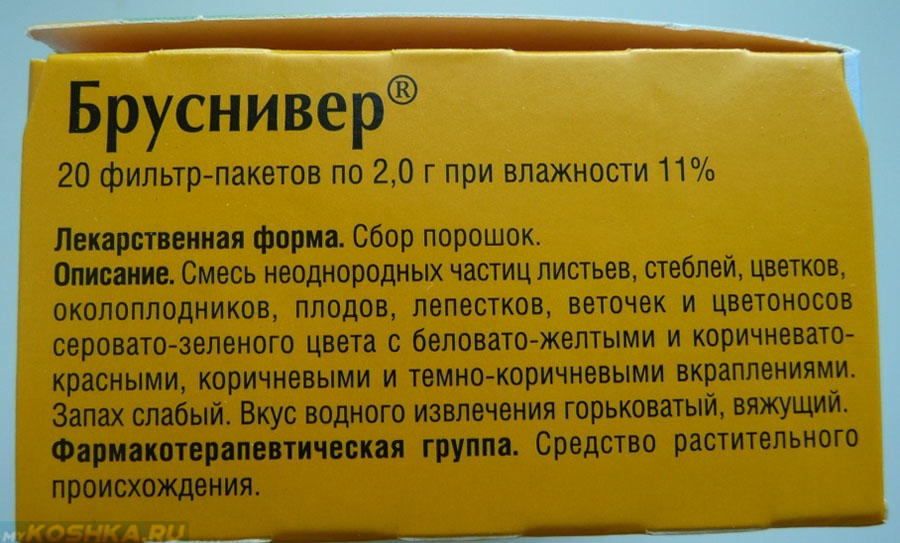 Бруснивер®
20 фильтр-пакетов по 2,0 г при влажности 11%
Лекарственная форма. Сбор порошок.
Описание. Смесь неоднородных частиц листьев, стеблей, цветков,
околоплодников, плодов, лепестков, веточек и цветоносов
серовато-зеленого цвета с беловато-желтыми и коричневато-
красными, коричневыми и темно-коричневыми вкраплениями.
Запах слабый. Вкус водного извлечения горьковатый, вяжущий.
Фармакотерапевтическая группа. Средство растительного
происхождения.
MYKOSHKA.RU